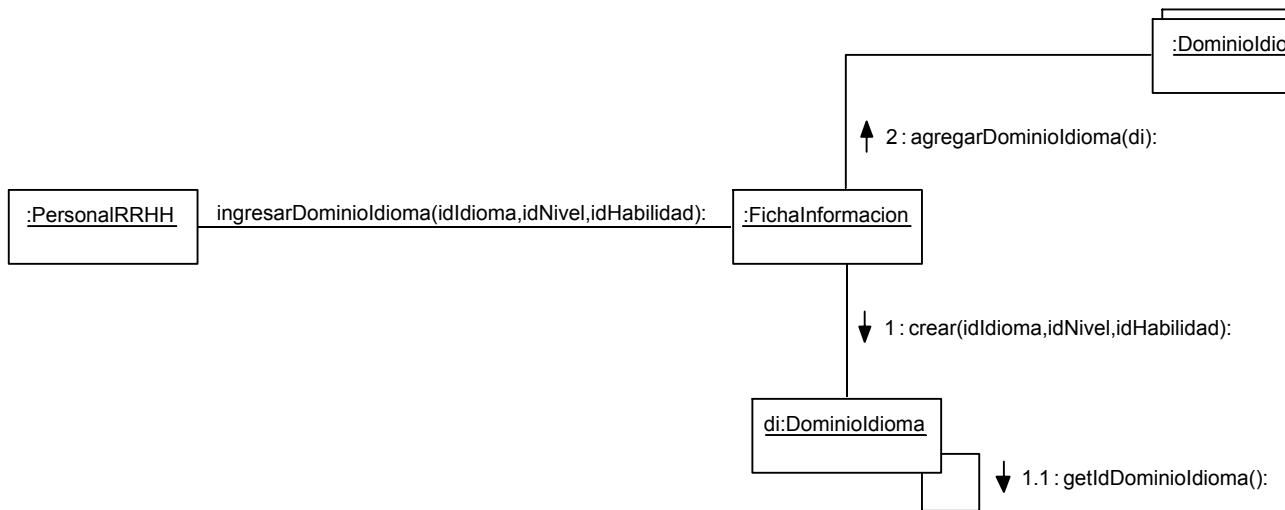 :DominioIdio
2 : agregarDominioIdioma(di):
:PersonalRRHH
ingresarDominioIdioma(idIdioma,idNivel,idHabilidad):
:FichaInformacion
1 : crear(idIdioma,idNivel,idHabilidad):
di:DominioIdioma
1.1 : getIdDominioIdioma():